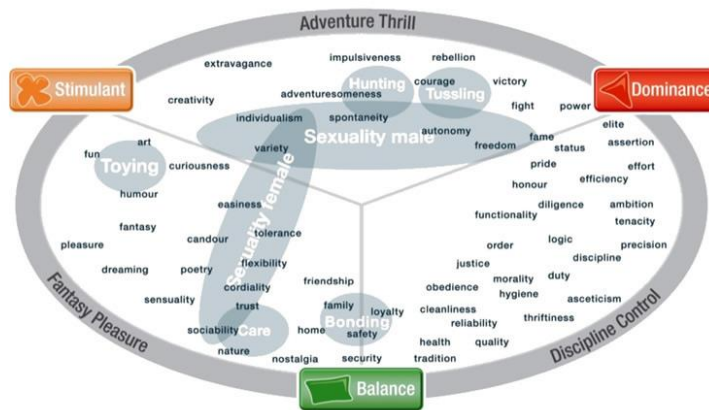 Adventure Thrill
extravagance
impulsiveness
rebellion
Stimulant
Hunting
courage
victory
Dominance
creativity
adventuresomeness
Tussling
fight
power
individualism
spontaneity
elite
Sexuality male
autonomy
fame
assertion
art
variety
freedom
status
fun
Toying
curiousness
pride
effort
honour
efficiency
humour
easiness
diligence
ambition
functionality
tenacity
fantasy
Sexuality female
candour
tolerance
order
logic
precision
pleasure
justice
discipline
dreaming
poetry
flexibility
friendship
morality
duty
cordiality
obedience
hygiene
sensuality
trust
family
loyalty
cleanliness
asceticism
sociability
Care
home
Bonding
safety
reliability
thriftiness
nature
nostalgia
security
health
quality
tradition
Fantasy Pleasure
Discipline Control
Balance